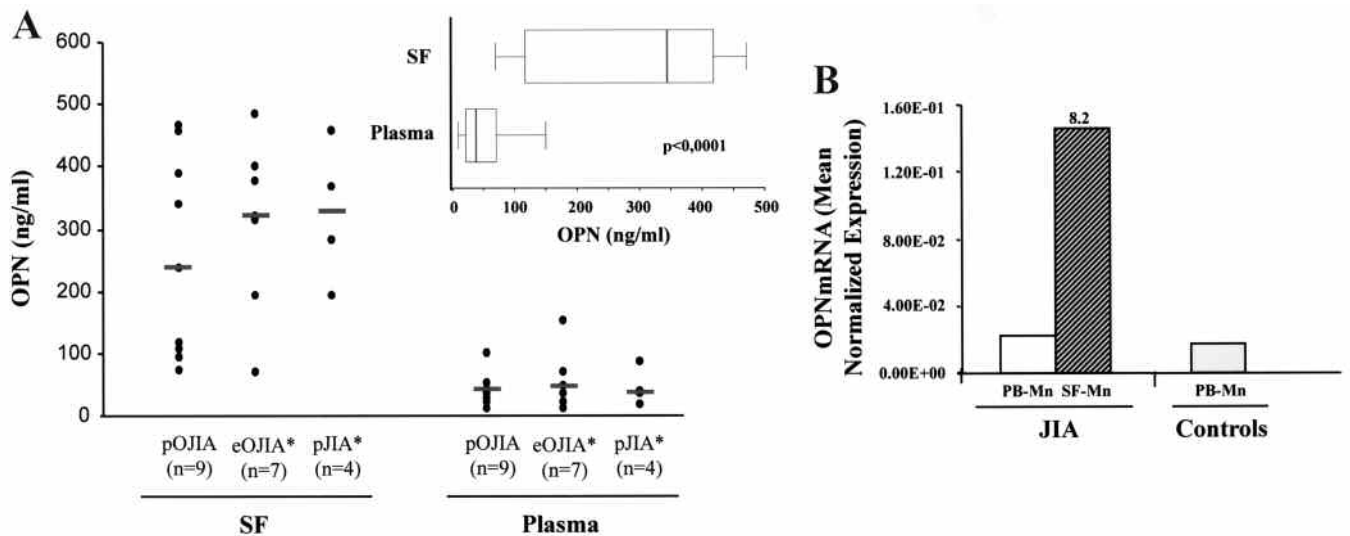 A
OPN (ng/ml)
600
500
400
300
200
100
0
pOJIA eOJIA* pJIA* pOJIA eOJIA* pJIA*
(n=9) (n=7) (n=4) (n=9) (n=7) (n=4)
SF Plasma
SF
Plasma
p<0,0001
0 100 200 300 400 500
OPN (ng/ml)
B
OPNmRNA (Mean
Normalized Expression)
1.60E-01
1.20E-01
8.00E-02
4.00E-02
0.00E+00
8.2
PB-Mn SF-Mn PB-Mn
JIA Controls